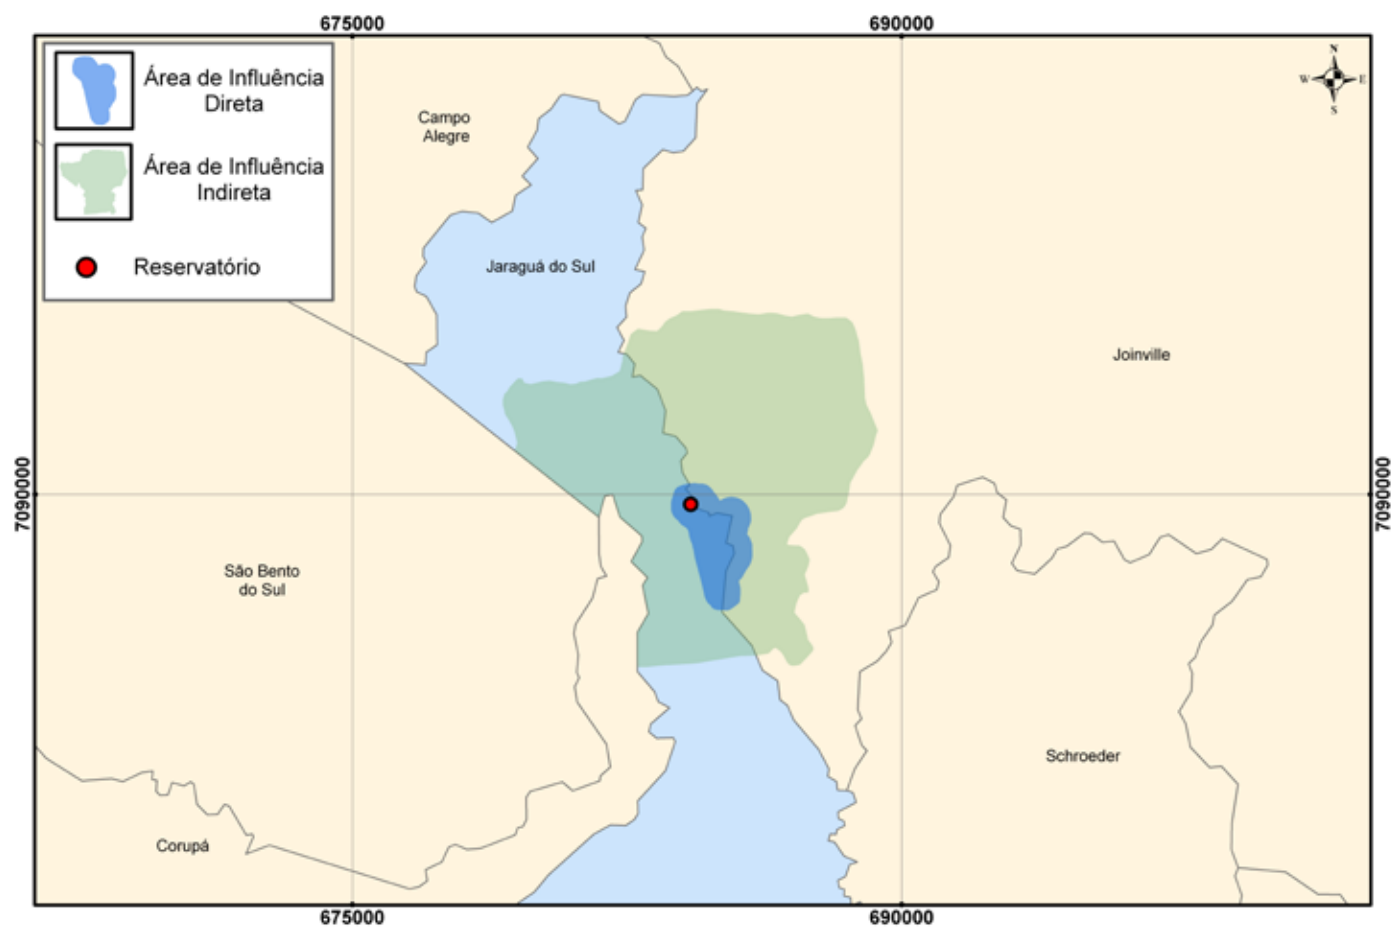 675000
690000
Área de Influência
Direta
Área de Influência
Indireta
Reservatório
N
W
E
S
Campo
Alegre
Jaraguá do Sul
Joinville
7090000
7090000
São Bento
do Sul
Schroeder
Corupá
675000
690000